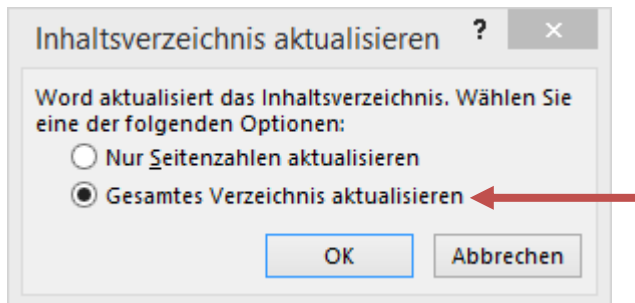 Inhaltsverzeichnis aktualisieren ?
Word aktualisiert das Inhaltsverzeichnis. Wählen Sie
eine der folgenden Optionen:
Nur Seitenzahlen aktualisieren
Gesamtes Verzeichnis aktualisieren
OK Abbrechen